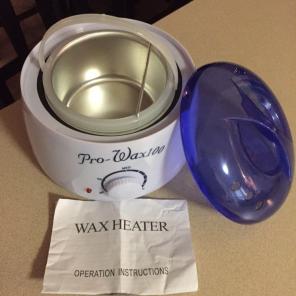 Pro-Wax100
WAX HEATER
OPERATION INSTRUCTIONS